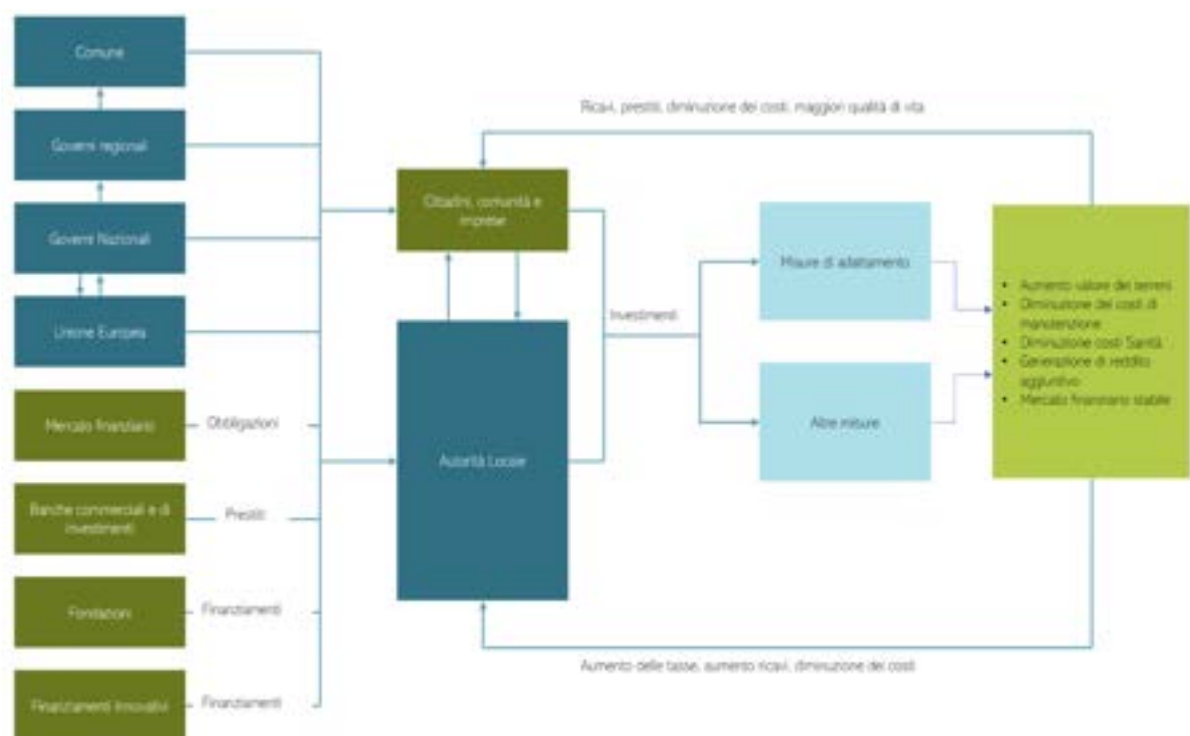 Comune
Governi regionali
Governi Nazionali
Unione Europea
Mercato finanziario
Banche commerciali e di
investimenti
Fondazioni
Finanziamenti innovativi
Obbligazioni
Prestiti
Finanziamenti
Finanziamenti
Cittadini, comunità e
imprese
Autorità Locale
Investimenti
Ricavi, prestiti, diminuzione dei costi, maggiori qualità di vita
Misure di adattamento
Altre misure
• Aumento valore dei terreni
• Diminuzione dei costi di
manutenzione
• Diminuzione costi Sanità
• Generazione di reddito
aggiuntivo
• Mercato finanziario stabile
Aumento delle tasse, aumento ricavi, diminuzione dei costi